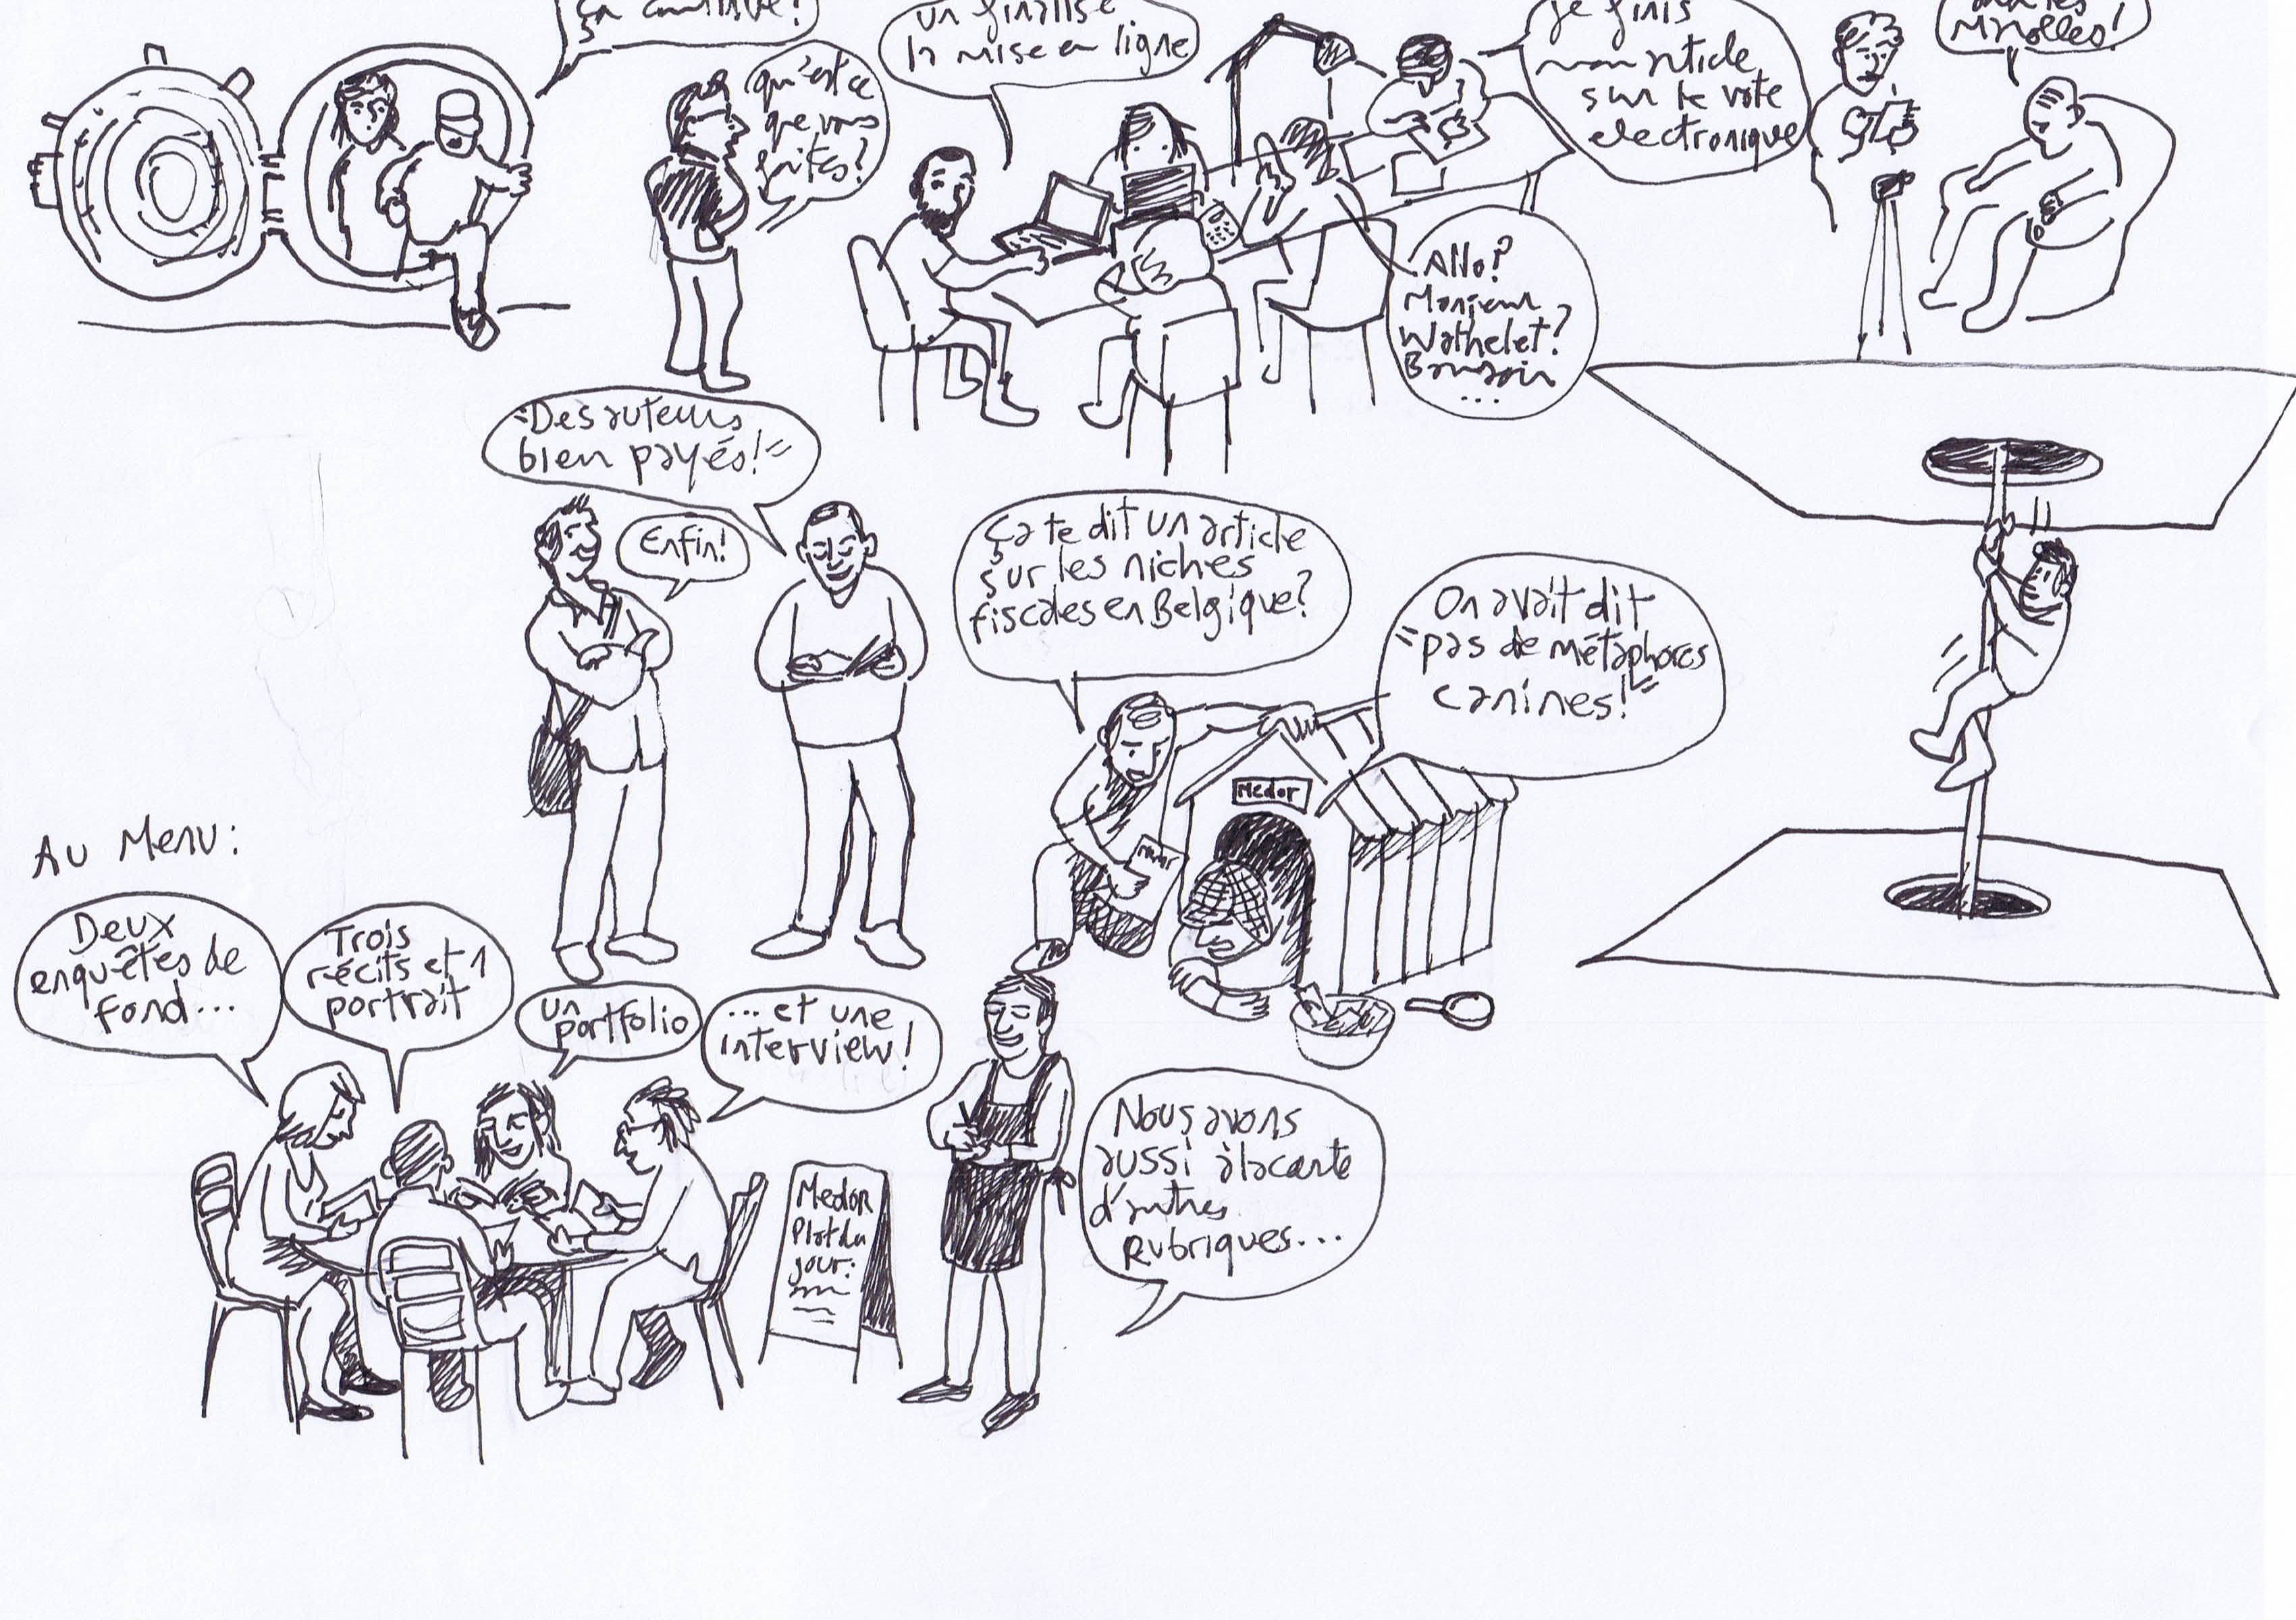 ça continue!
qu'est ce
que vous
faites?
un finalise
la mise en ligne
je finis
mon article
sur le vote
electronique
dans les
Marolles!
Allo?
Monsieur
Wathelet?
Bonsoir
...
"Des auteurs
bien payés!"
Enfin!
Ça te dit un article
sur les niches
fiscales en Belgique?
On avait dit
"pas de métaphores
canines!"
Medor
Medor
Au Menu:
Deux
enquêtes de
fond...
Trois
récits et 1
portrait
un
portfolio
... et une
interview!
Medor
Plat du
jour:
Nous avons
aussi à la carte
d'autres
Rubriques...